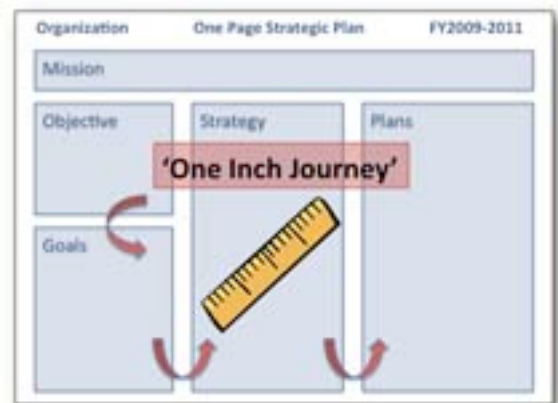 Organization One Page Strategic Plan FY2009-2011
Mission
Objective Strategy Plans
'One Inch Journey'
Goals